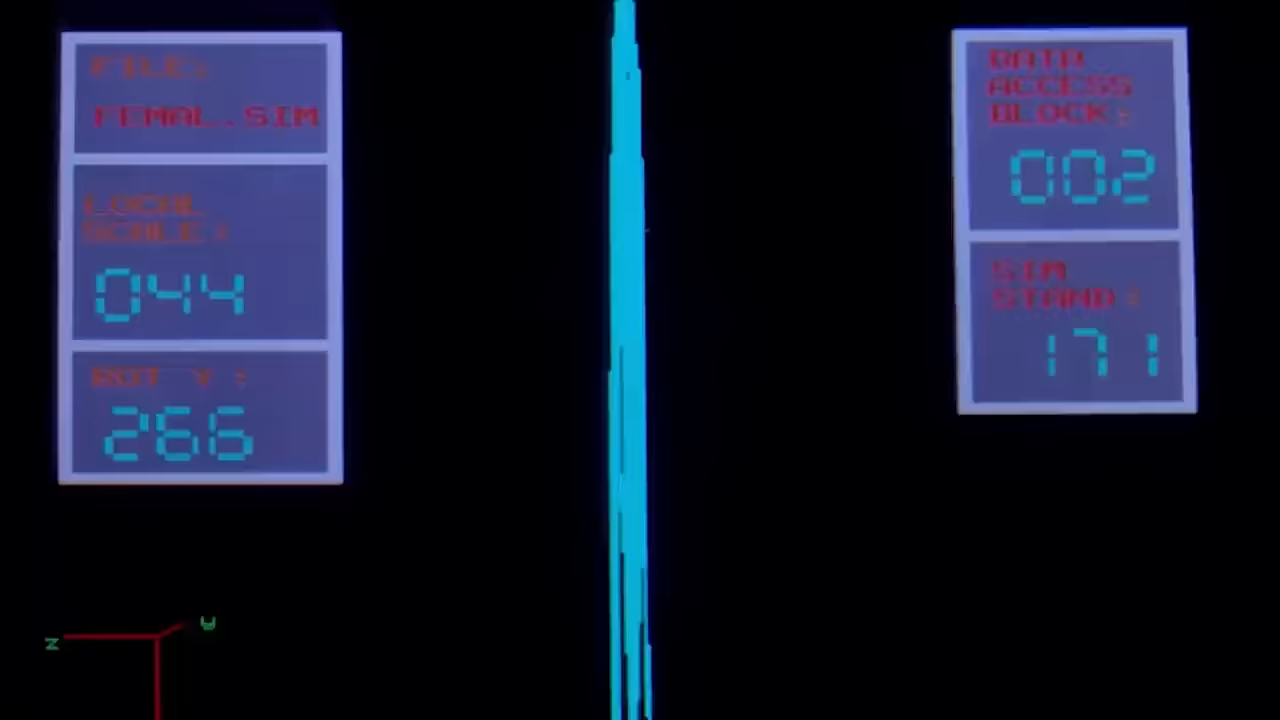 FILE:
FEMAL.SIM
LOCAL
SCALE:
044
ROT Y :
266
DATA
ACCESS
BLOCK:
002
SIM
STAND:
171
Z